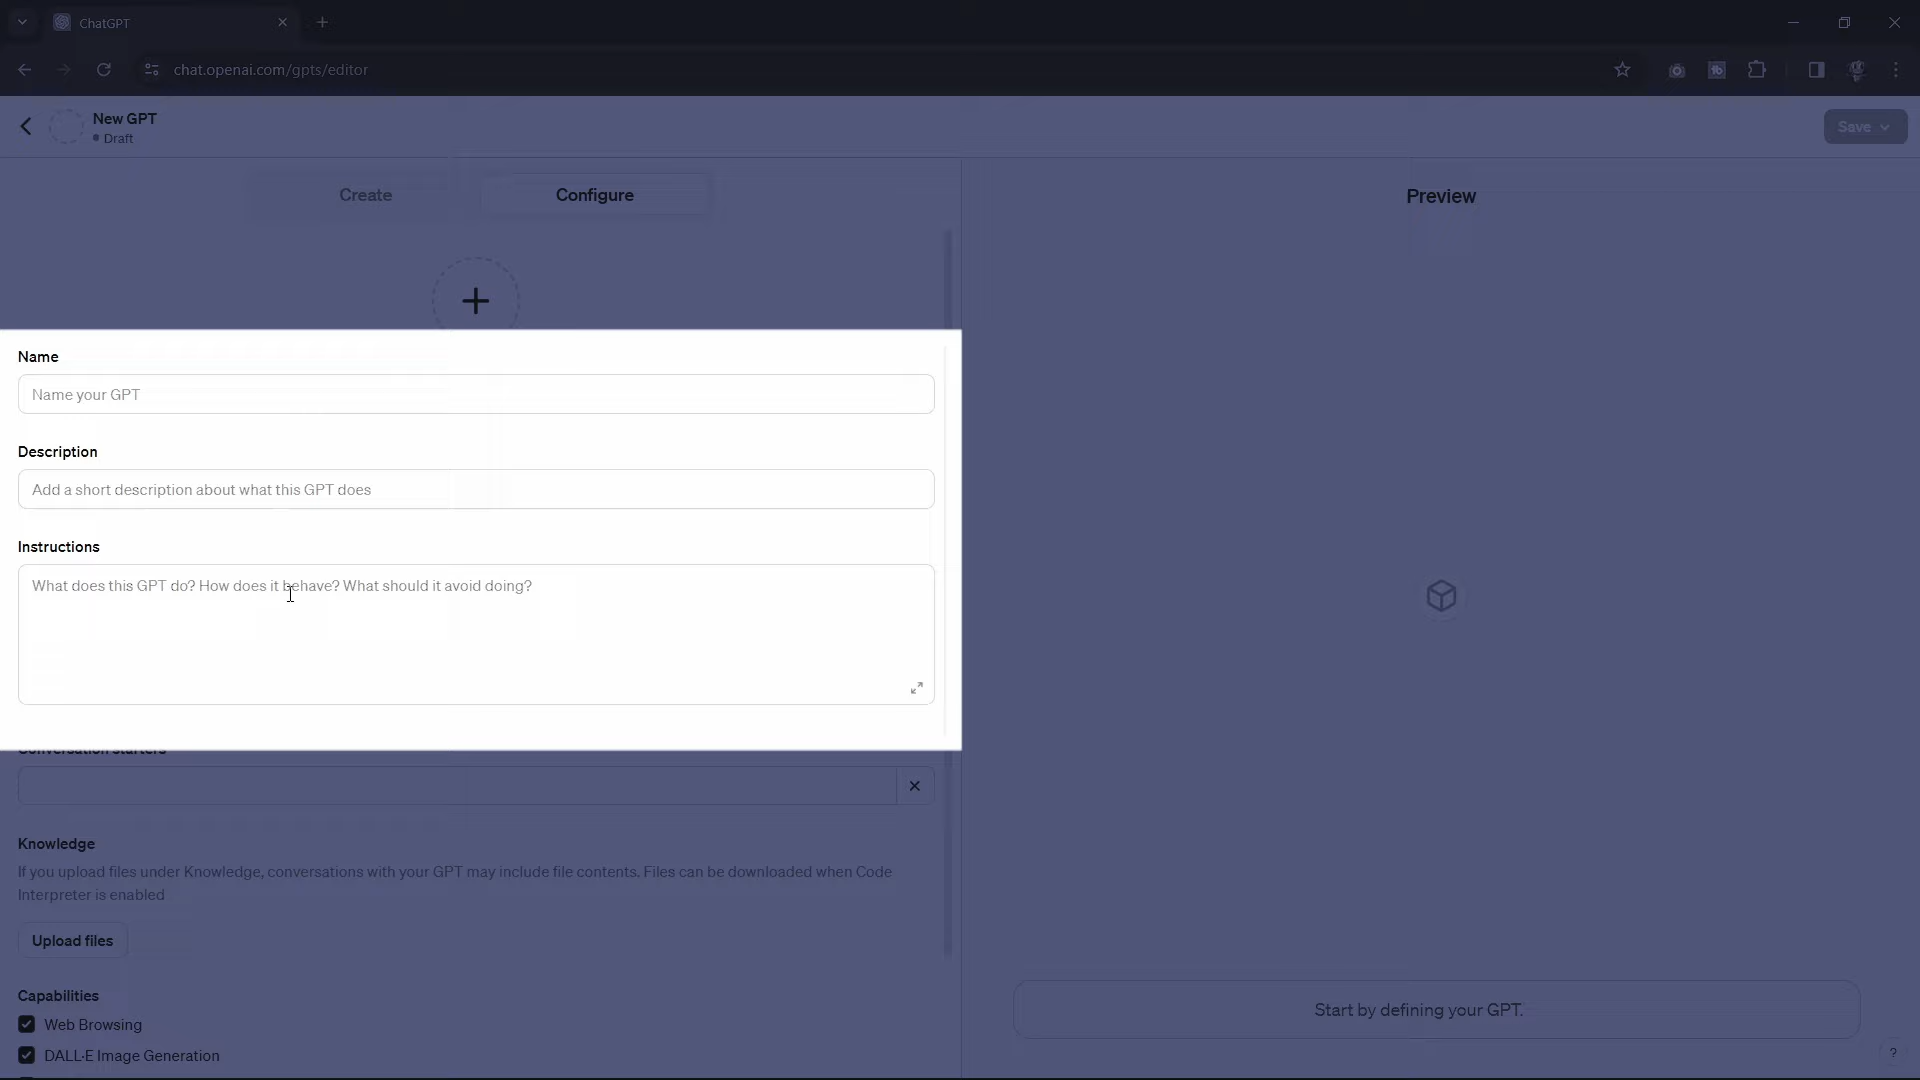 ChatGPT
chat.openai.com/gpts/editor
New GPT
Draft
Save
Create
Configure
Preview
Name
Name your GPT
Description
Add a short description about what this GPT does
Instructions
What does this GPT do? How does it behave? What should it avoid doing?
Conversation starters
Knowledge
If you upload files under Knowledge, conversations with your GPT may include file contents. Files can be downloaded when Code
Interpreter is enabled
Upload files
Capabilities
Web Browsing
DALL·E Image Generation
Start by defining your GPT.
?